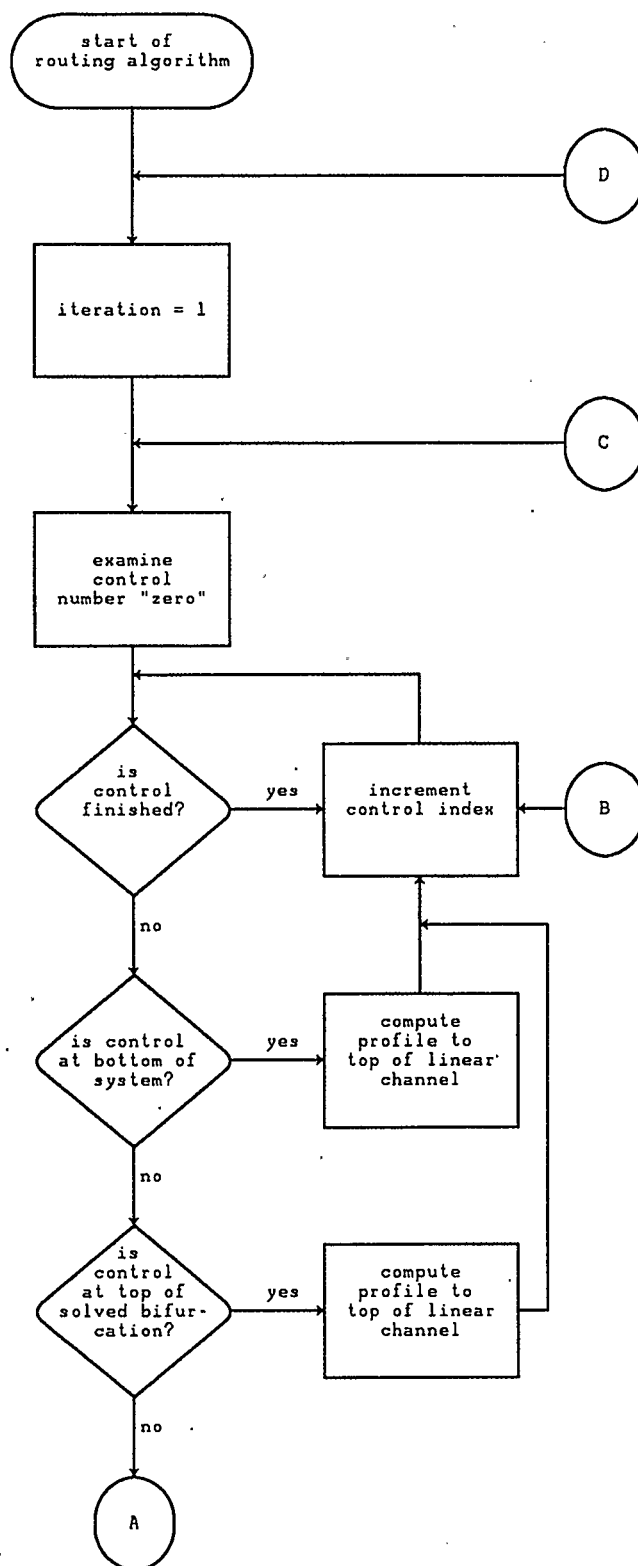 start of
routing algorithm
D
iteration = 1
C
examine
control
number "zero"
is
control
finished?
yes
increment
control index
B
no
is control
at bottom of
system?
yes
compute
profile to
top of linear
channel
no
is
control
at top of
solved bifur-
cation?
yes
compute
profile to
top of linear
channel
no
A